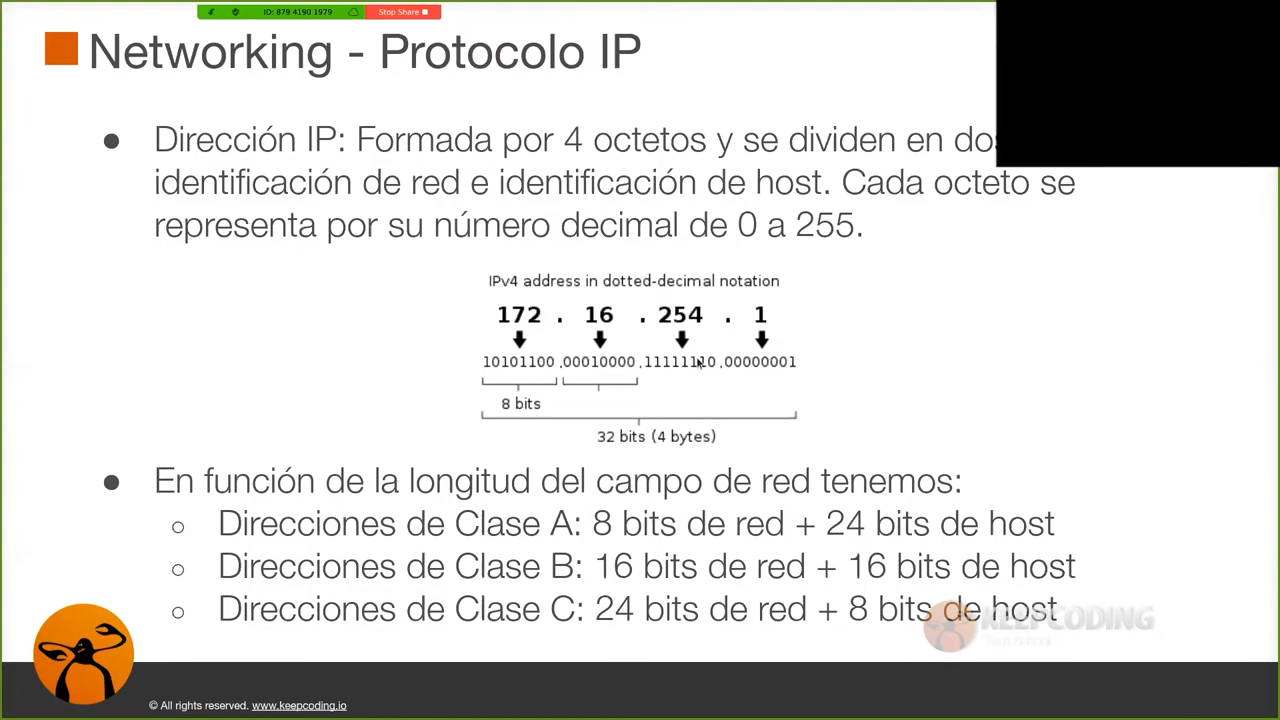 ID: 879 4190 1979 Stop Share
Networking - Protocolo IP
● Dirección IP: Formada por 4 octetos y se dividen en
identificación de red e identificación de host. Cada octeto se
representa por su número decimal de 0 a 255.
IPv4 address in dotted-decimal notation
172 . 16 . 254 . 1
10101100 .00010000 .11111110 .00000001
8 bits
32 bits (4 bytes)
● En función de la longitud del campo de red tenemos:
○ Direcciones de Clase A: 8 bits de red + 24 bits de host
○ Direcciones de Clase B: 16 bits de red + 16 bits de host
○ Direcciones de Clase C: 24 bits de red + 8 bits de host
KEEPCODING
© All rights reserved. www.keepcoding.io